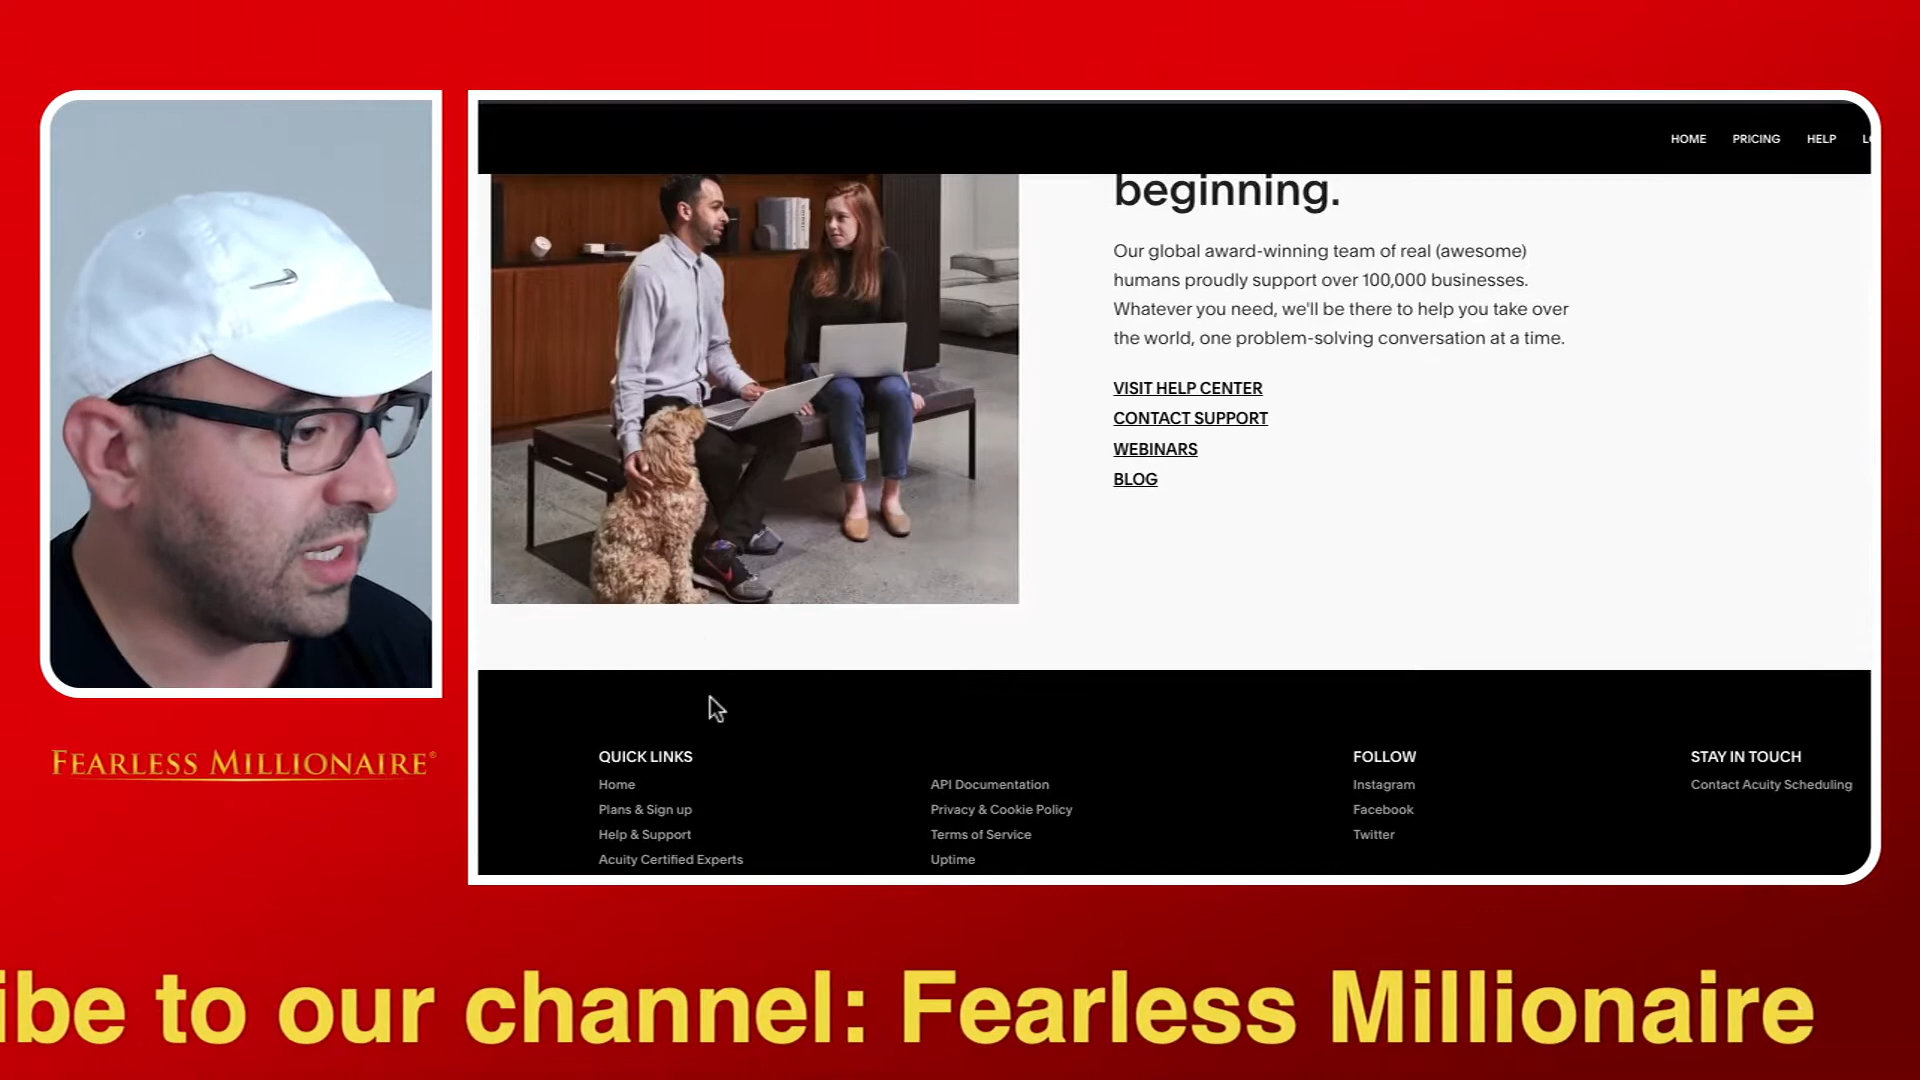 HOME PRICING HELP
beginning.
Our global award-winning team of real (awesome)
humans proudly support over 100,000 businesses.
Whatever you need, we'll be there to help you take over
the world, one problem-solving conversation at a time.
VISIT HELP CENTER
CONTACT SUPPORT
WEBINARS
BLOG
FEARLESS MILLIONAIRE®
QUICK LINKS
Home
Plans & Sign up
Help & Support
Acuity Certified Experts
API Documentation
Privacy & Cookie Policy
Terms of Service
Uptime
FOLLOW
Instagram
Facebook
Twitter
STAY IN TOUCH
Contact Acuity Scheduling
ibe to our channel: Fearless Millionaire